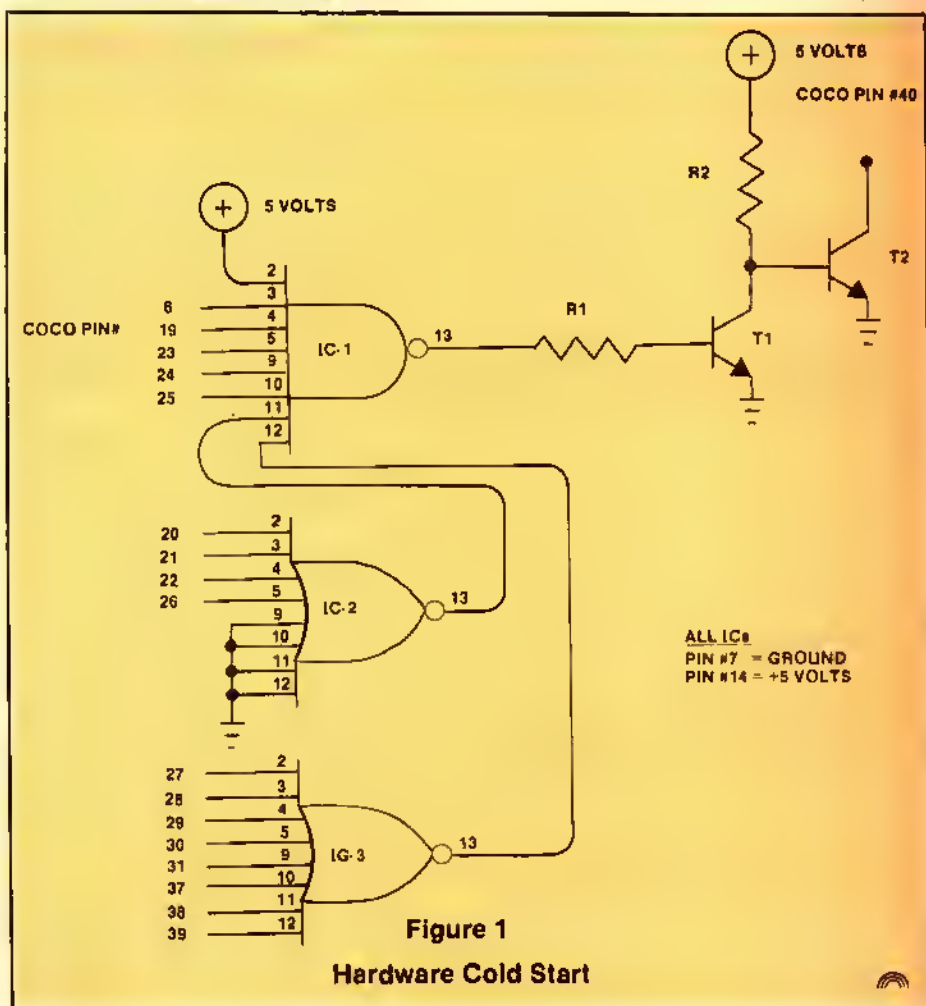 5 VOLTS
COCO PIN #40
R2
T2
5 VOLTS
R1
T1
COCO PIN#
6
19
23
24
25
2
3
4
5
9
10
11
12
IC-1
13
20
21
22
26
2
3
4
5
9
10
11
12
IC-2
13
ALL ICs
PIN #7 = GROUND
PIN #14 = +5 VOLTS
27
28
29
30
31
37
38
39
2
3
4
5
9
10
11
12
IC-3
13
Figure 1
Hardware Cold Start